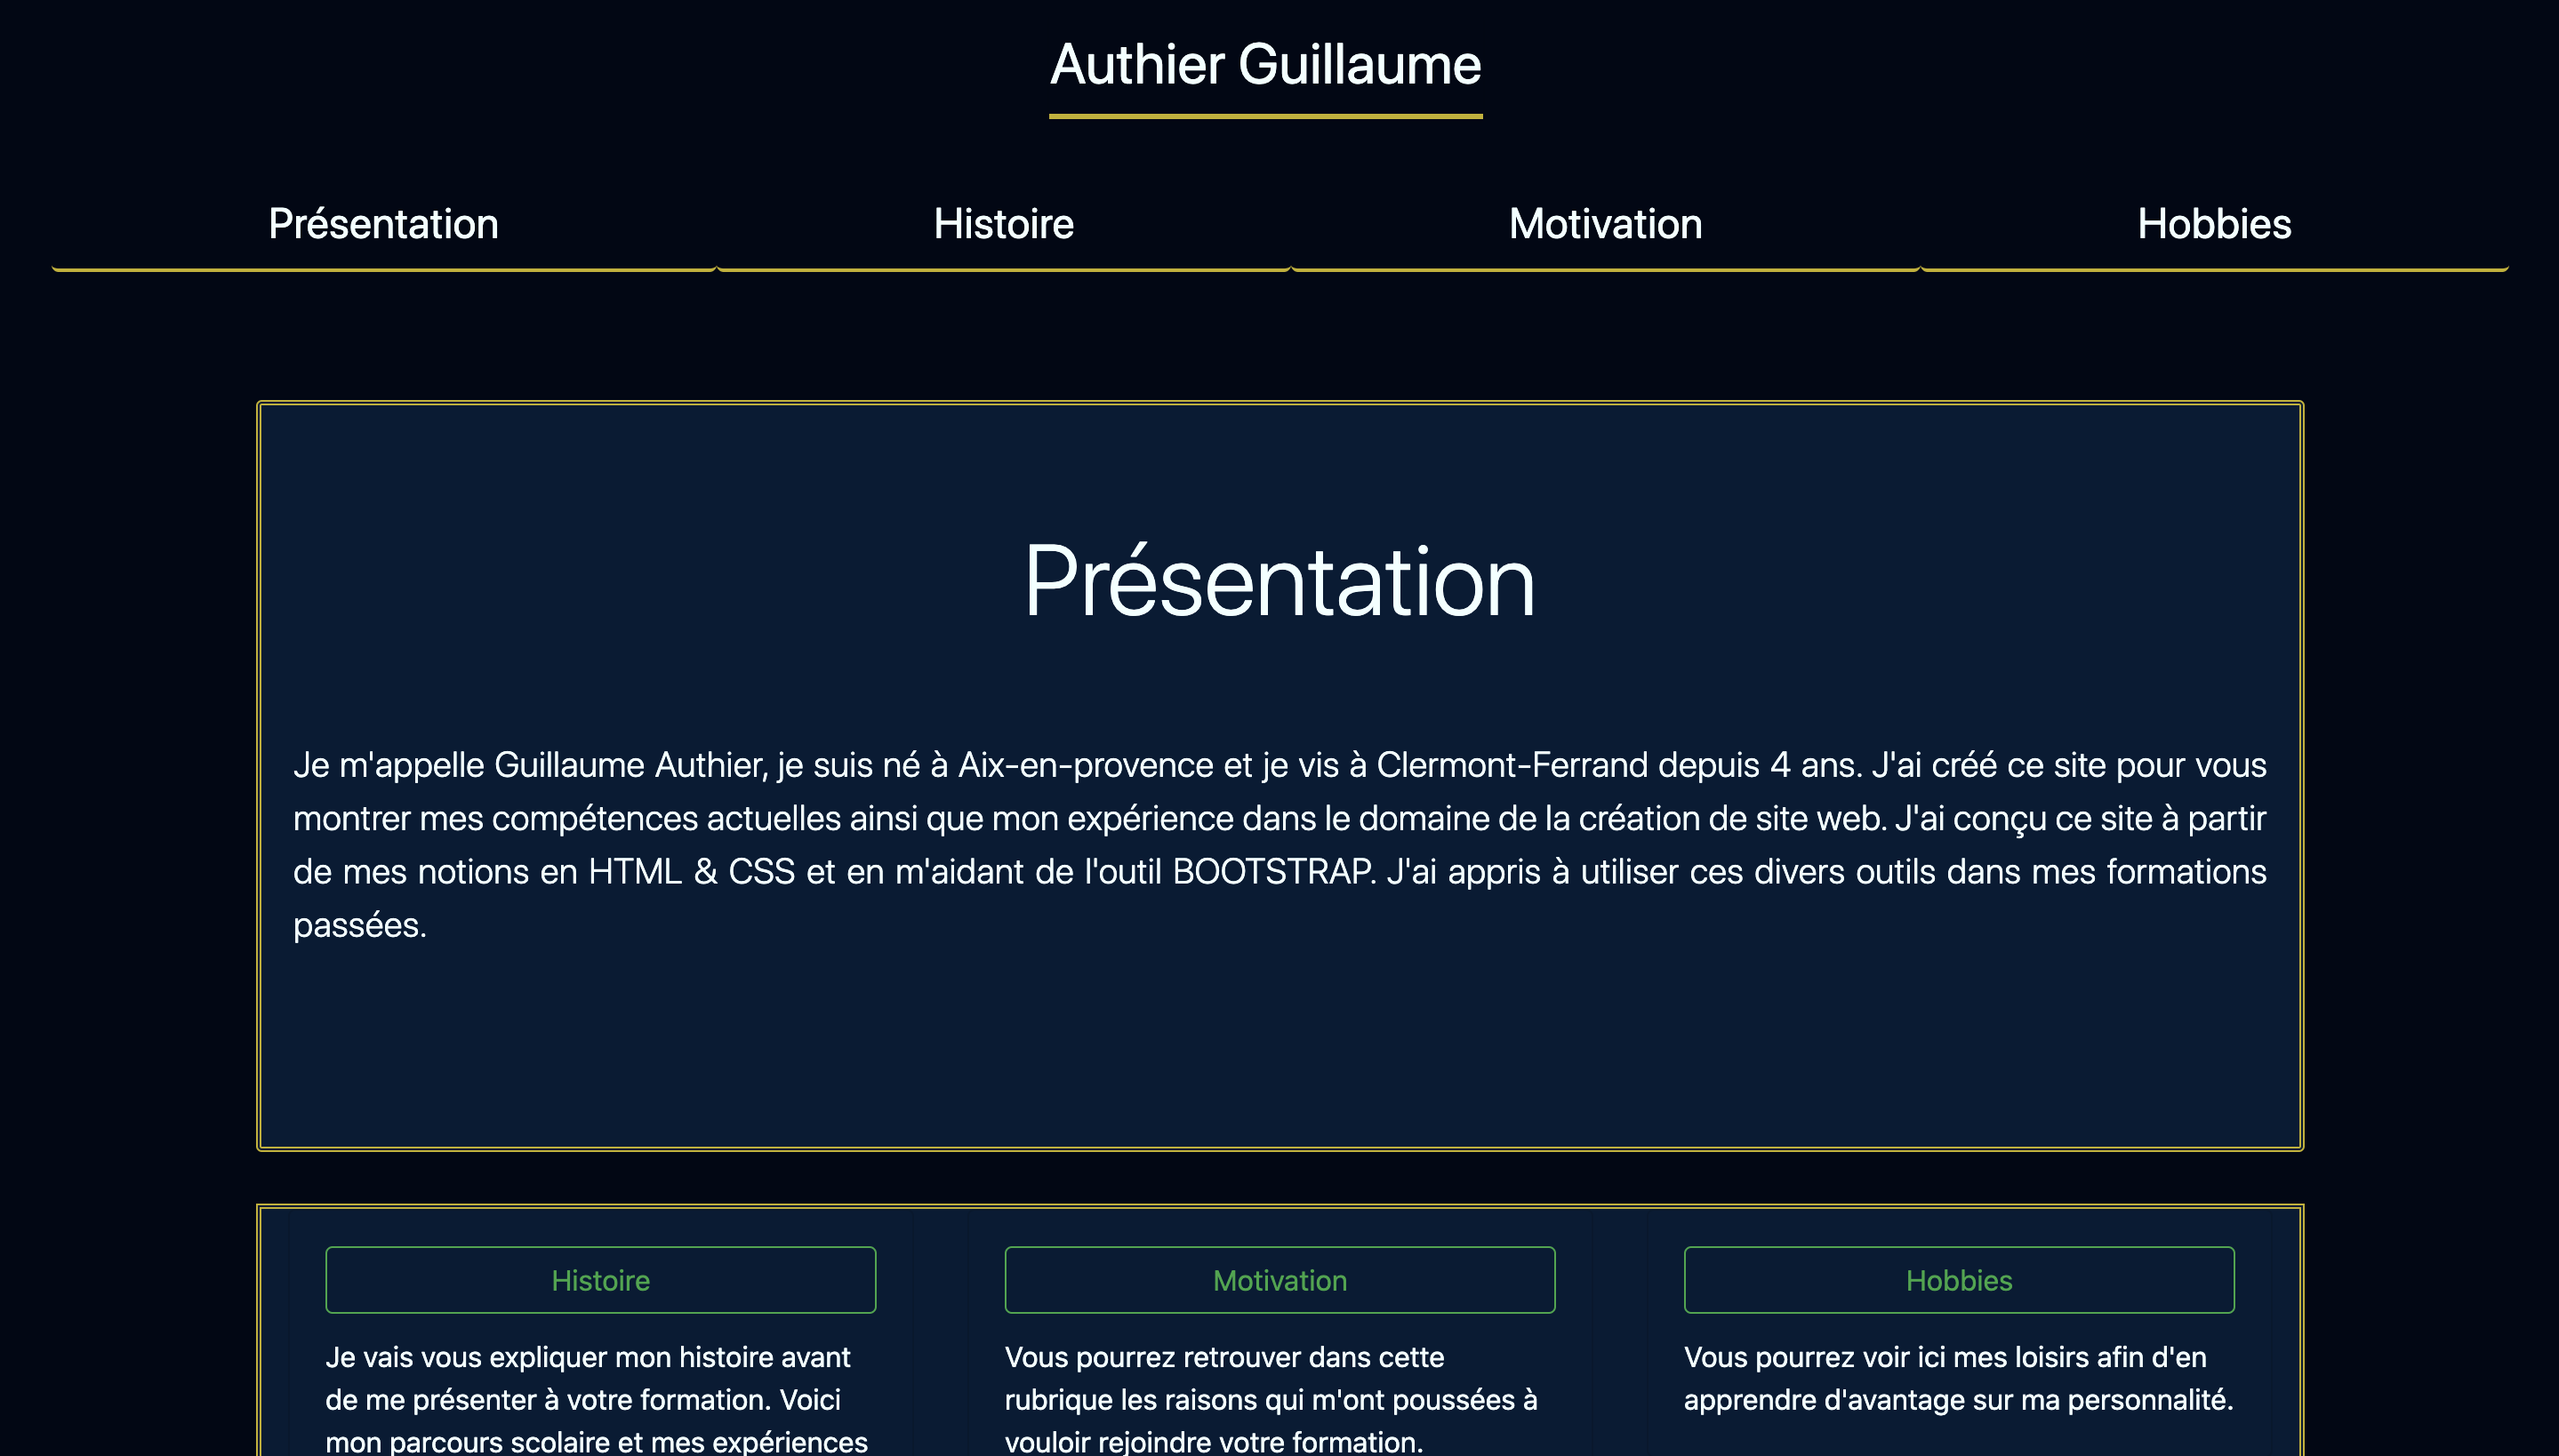 Authier Guillaume
Présentation Histoire Motivation Hobbies
Présentation
Je m'appelle Guillaume Authier, je suis né à Aix-en-provence et je vis à Clermont-Ferrand depuis 4 ans. J'ai créé ce site pour vous
montrer mes compétences actuelles ainsi que mon expérience dans le domaine de la création de site web. J'ai conçu ce site à partir
de mes notions en HTML & CSS et en m'aidant de l'outil BOOTSTRAP. J'ai appris à utiliser ces divers outils dans mes formations
passées.
Histoire
Je vais vous expliquer mon histoire avant
de me présenter à votre formation. Voici
mon parcours scolaire et mes expériences
Motivation
Vous pourrez retrouver dans cette
rubrique les raisons qui m'ont poussées à
vouloir rejoindre votre formation.
Hobbies
Vous pourrez voir ici mes loisirs afin d'en
apprendre d'avantage sur ma personnalité.